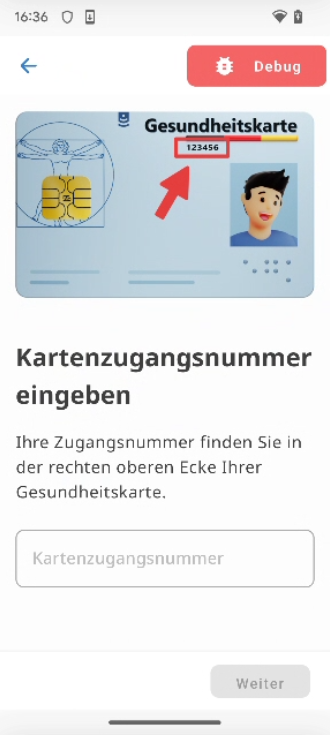 16:36
Debug
Gesundheitskarte
123456
Kartenzugangsnummer
eingeben
Ihre Zugangsnummer finden Sie in
der rechten oberen Ecke Ihrer
Gesundheitskarte.
Kartenzugangsnummer
Weiter